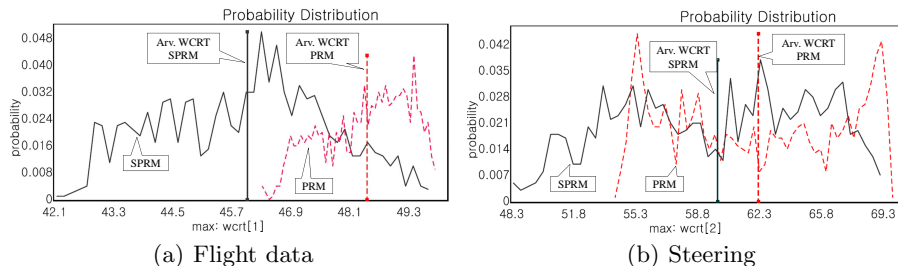 Probability Distribution
0.048
0.040
0.032
0.024
0.016
0.008
0
probability
Arv. WCRT
SPRM
Arv. WCRT
PRM
SPRM
PRM
42.1 43.3 44.5 45.7 46.9 48.1 49.3
max: wcrt[1]
(a) Flight data
Probability Distribution
0.042
0.035
0.028
0.021
0.014
0.007
0
probability
Arv. WCRT
SPRM
Arv. WCRT
PRM
SPRM
PRM
48.3 51.8 55.3 58.8 62.3 65.8 69.3
max: wcrt[2]
(b) Steering